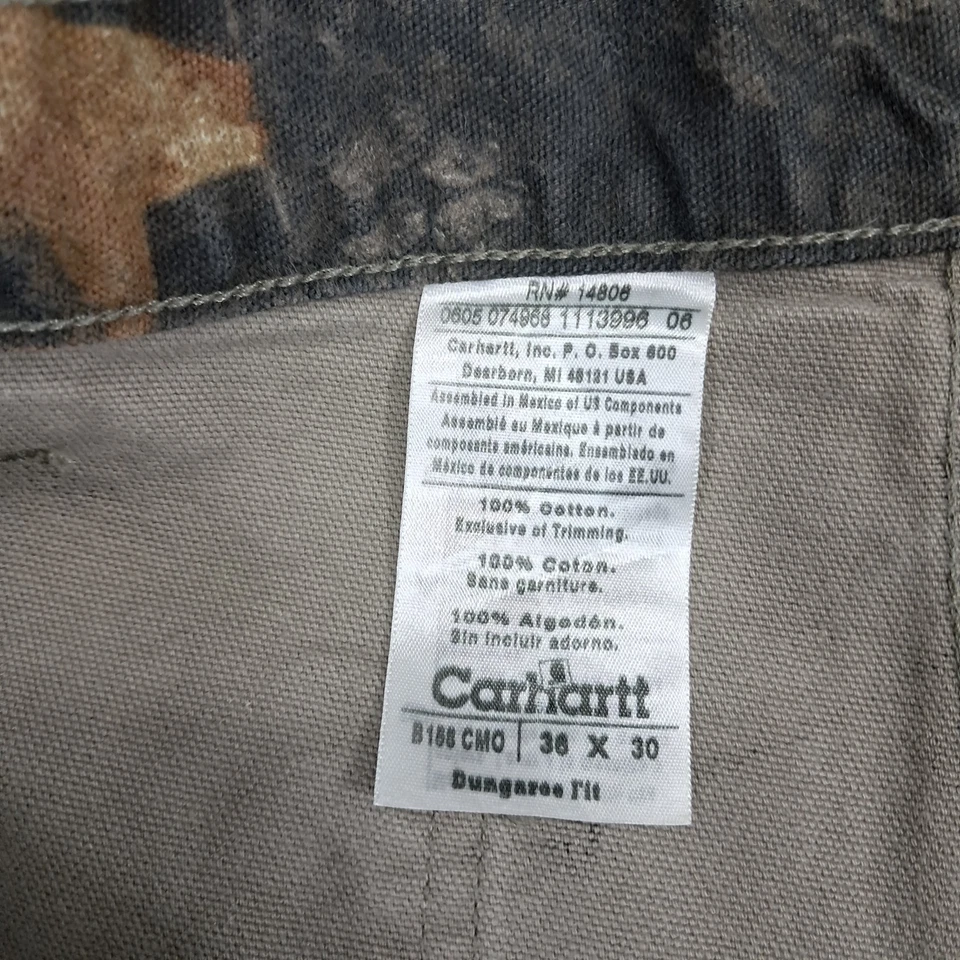 RN# 14806
0605 074968 1113996 06
Carhartt, Inc. P. O. Box 600
Dearborn, MI 48121 USA
Assembled in Mexico of US Components
Assemblé au Mexique à partir de
composants américains. Ensamblado en
México de componentes de los EE.UU.
100% Cotton.
Exclusive of Trimming.
100% Coton.
Sans garniture.
100% Algodón.
Sin incluir adorno.
Carhartt
B158 CMO 36 X 30
Dungaree Fit